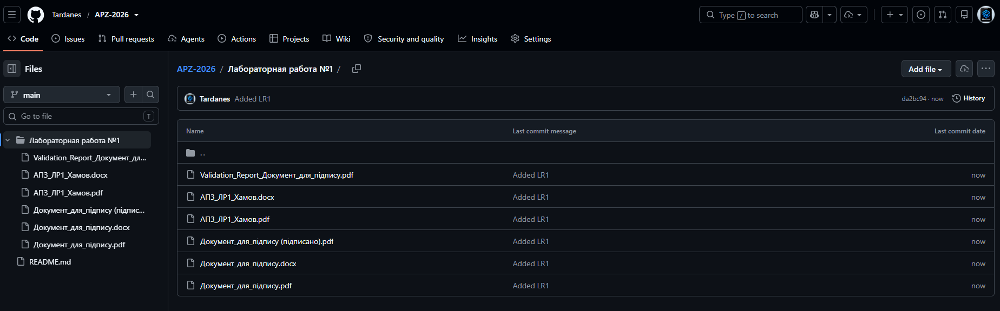 Tardanes / APZ-2026
Type / to search
Code
Issues
Pull requests
Agents
Actions
Projects
Wiki
Security and quality
Insights
Settings
Files
main
Go to file
T
Лабораторная работа №1
Validation_Report_Документ_дл...
АПЗ_ЛР1_Хамов.docx
АПЗ_ЛР1_Хамов.pdf
Документ_для_підпису (підпис...
Документ_для_підпису.docx
Документ_для_підпису.pdf
README.md
APZ-2026 / Лабораторная работа №1 /
Add file
Tardanes Added LR1
da2bc94 · now
History
Name Last commit message Last commit date
..
Validation_Report_Документ_для_підпису.pdf Added LR1 now
АПЗ_ЛР1_Хамов.docx Added LR1 now
АПЗ_ЛР1_Хамов.pdf Added LR1 now
Документ_для_підпису (підписано).pdf Added LR1 now
Документ_для_підпису.docx Added LR1 now
Документ_для_підпису.pdf Added LR1 now